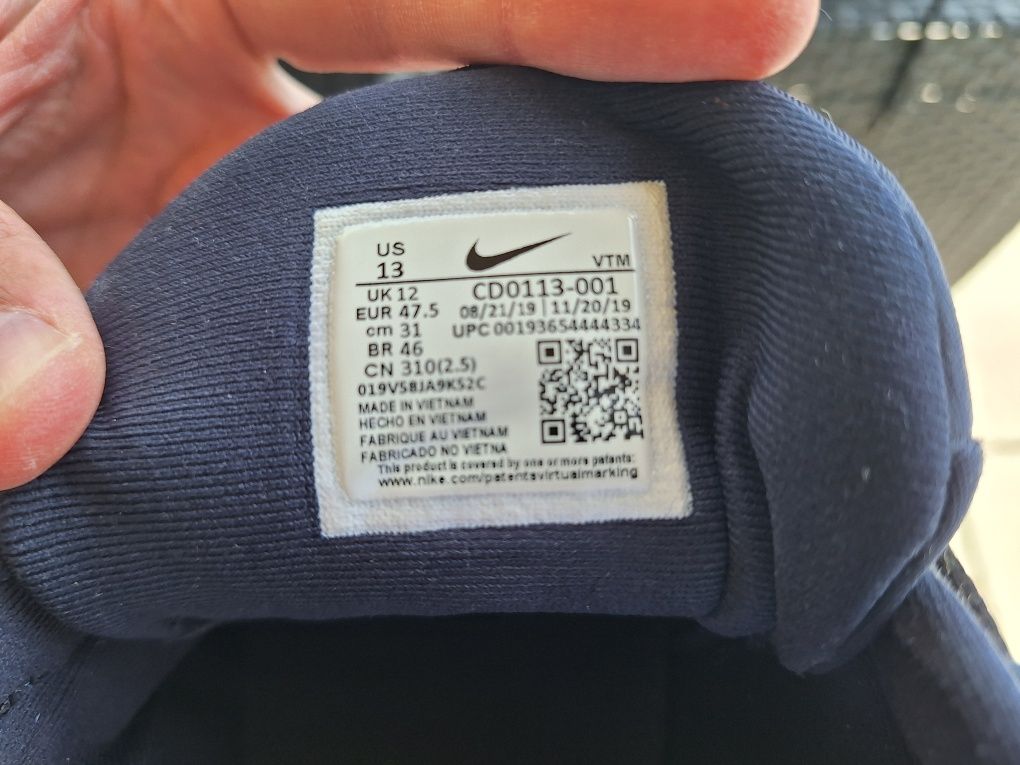 US
13
VTM
UK 12
CD0113-001
EUR 47.5
08/21/19 | 11/20/19
cm 31
UPC 00193654444334
BR 46
CN 310(2.5)
019V58JA9K52C
MADE IN VIETNAM
HECHO EN VIETNAM
FABRIQUE AU VIETNAM
FABRICADO NO VIETNA
This product is covered by one or more patents:
www.nike.com/patentsvirtualmarking